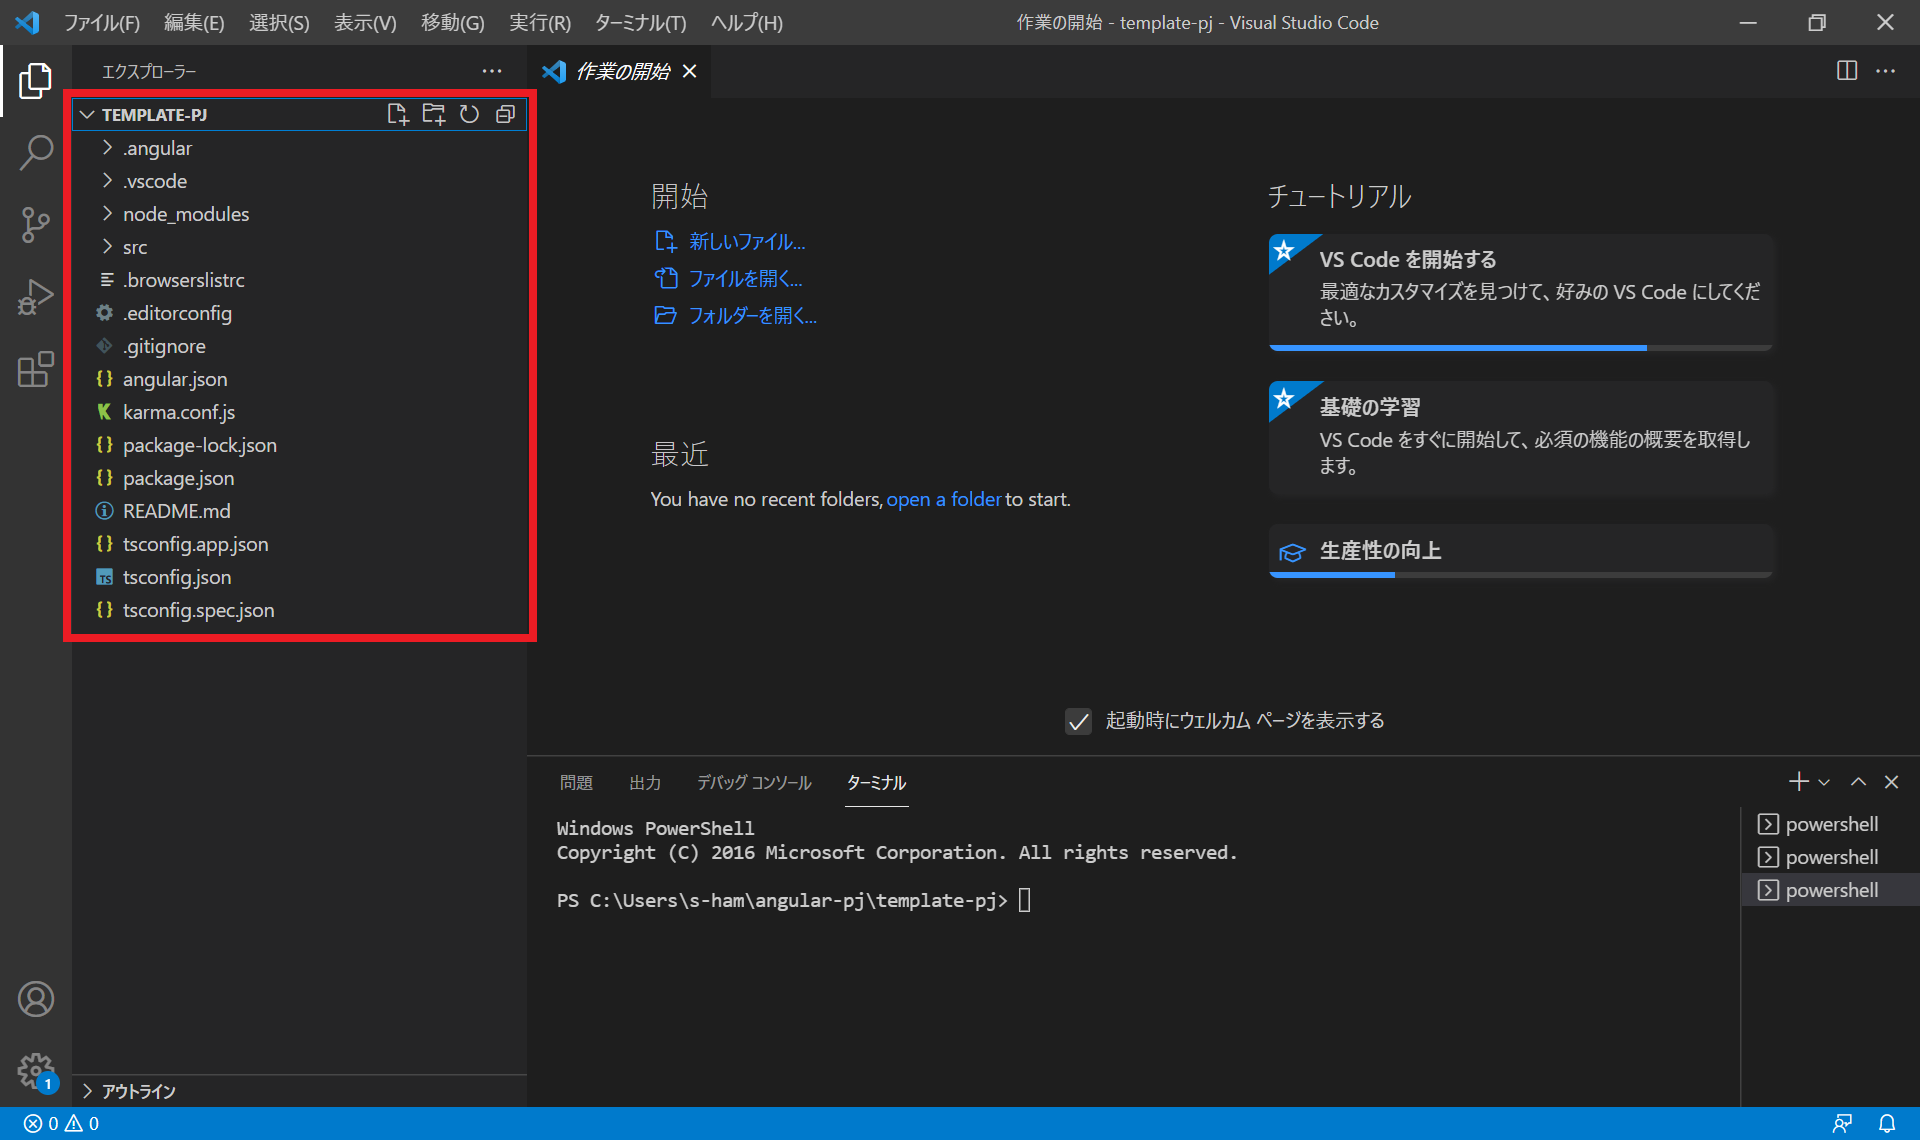 ファイル(F) 編集(E) 選択(S) 表示(V) 移動(G) 実行(R) ターミナル(T) ヘルプ(H) 作業の開始 - template-pj - Visual Studio Code
エクスプローラー
作業の開始
TEMPLATE-PJ
.angular
.vscode
node_modules
src
.browserslistrc
.editorconfig
.gitignore
angular.json
karma.conf.js
package-lock.json
package.json
README.md
tsconfig.app.json
TS tsconfig.json
tsconfig.spec.json
アウトライン
1
開始
新しいファイル...
ファイルを開く...
フォルダーを開く...
最近
You have no recent folders, open a folder to start.
チュートリアル
VS Code を開始する
最適なカスタマイズを見つけて、好みの VS Code にしてくだ
さい。
基礎の学習
VS Code をすぐに開始して、必須の機能の概要を取得し
ます。
生産性の向上
起動時にウェルカム ページを表示する
問題 出力 デバッグ コンソール ターミナル
Windows PowerShell
Copyright (C) 2016 Microsoft Corporation. All rights reserved.
PS C:\Users\s-ham\angular-pj\template-pj>
powershell
powershell
powershell
0 0